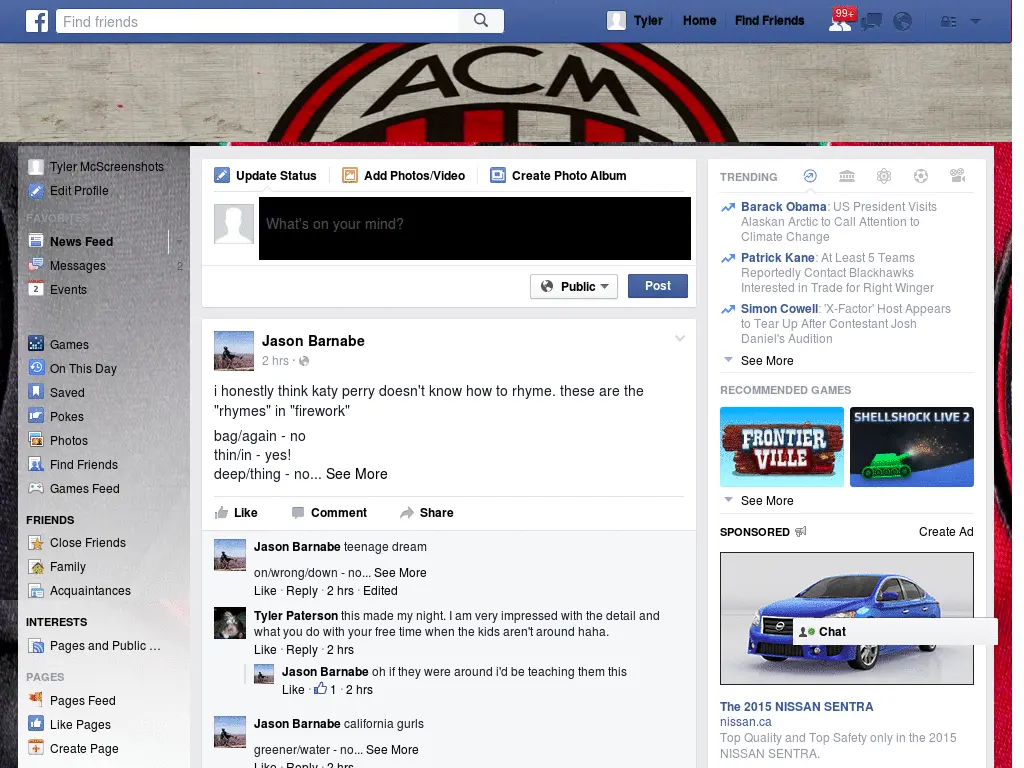 Find friends
Tyler
Home
Find Friends
99+
ACM
Tyler McScreenshots
Edit Profile
FAVORITES
News Feed
Messages 2
Events
Games
On This Day
Saved
Pokes
Photos
Find Friends
Games Feed
FRIENDS
Close Friends
Family
Acquaintances
INTERESTS
Pages and Public ...
PAGES
Pages Feed
Like Pages
Create Page
Update Status
Add Photos/Video
Create Photo Album
What's on your mind?
Public
Post
Jason Barnabe
2 hrs ·
i honestly think katy perry doesn't know how to rhyme. these are the
"rhymes" in "firework"
bag/again - no
thin/in - yes!
deep/thing - no... See More
Like
Comment
Share
Jason Barnabe teenage dream
on/wrong/down - no... See More
Like · Reply · 2 hrs · Edited
Tyler Paterson this made my night. I am very impressed with the detail and
what you do with your free time when the kids aren't around haha.
Like · Reply · 2 hrs
Jason Barnabe oh if they were around i'd be teaching them this
Like · 1 · 2 hrs
Jason Barnabe california gurls
greener/water - no... See More
Like · Reply · 2 hrs
TRENDING
Barack Obama: US President Visits
Alaskan Arctic to Call Attention to
Climate Change
Patrick Kane: At Least 5 Teams
Reportedly Contact Blackhawks
Interested in Trade for Right Winger
Simon Cowell: 'X-Factor' Host Appears
to Tear Up After Contestant Josh
Daniel's Audition
See More
RECOMMENDED GAMES
FRONTIER
VILLE
SHELLSHOCK LIVE 2
See More
SPONSORED
Create Ad
Chat
The 2015 NISSAN SENTRA
nissan.ca
Top Quality and Top Safety only in the 2015
NISSAN SENTRA.